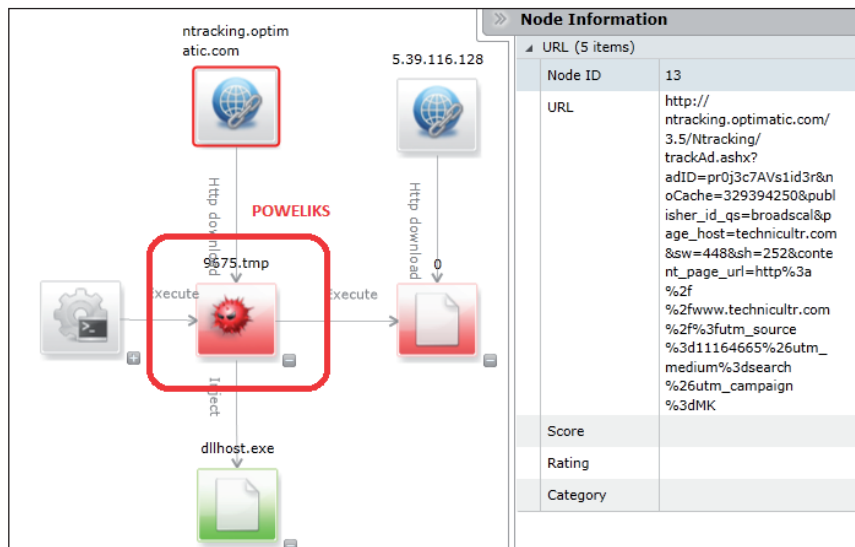 ntracking.optim
atic.com
5.39.116.128
Http download
Http download
POWELIKS
9675.tmp
0
Execute
Execute
Inject
dllhost.exe
Node Information
URL (5 items)
Node ID 13
URL http://
ntracking.optimatic.com/
3.5/Ntracking/
trackAd.ashx?
adID=pr0j3c7AVs1id3r&n
oCache=329394250&publ
isher_id_qs=broadscal&p
age_host=technicultr.com
&sw=448&sh=252&conte
nt_page_url=http%3a
%2f
%2fwww.technicultr.com
%2f%3futm_source
%3d11164665%26utm_
medium%3dsearch
%26utm_campaign
%3dMK
Score
Rating
Category